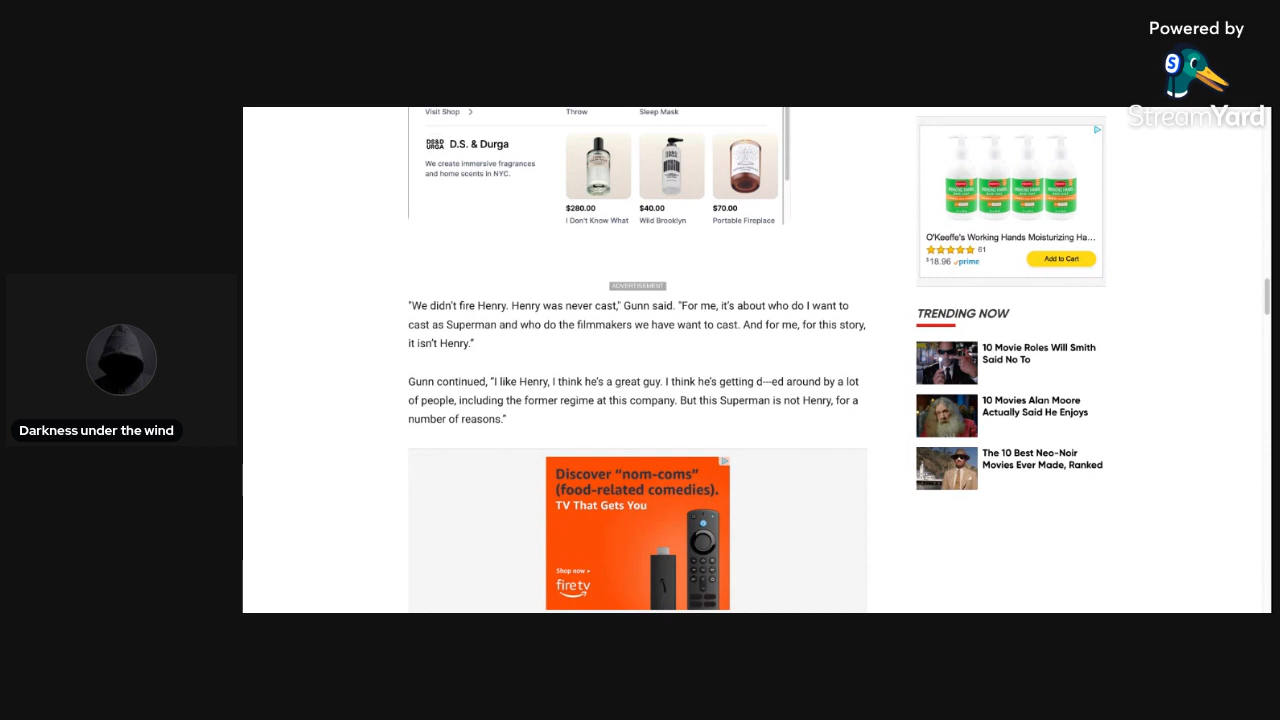 Powered by
StreamYard
Visit Shop >
Throw
Sleep Mask
DS&
DURGA
D.S. & Durga
We create immersive fragrances
and home scents in NYC.
$280.00
I Don't Know What
$40.00
Wild Brooklyn
$70.00
Portable Fireplace
ADVERTISEMENT
"We didn't fire Henry. Henry was never cast," Gunn said. "For me, it's about who do I want to
cast as Superman and who do the filmmakers we have want to cast. And for me, for this story,
it isn't Henry."
Gunn continued, "I like Henry, I think he's a great guy. I think he's getting d—ed around by a lot
of people, including the former regime at this company. But this Superman is not Henry, for a
number of reasons."
Discover "nom-coms"
(food-related comedies).
TV That Gets You
Shop now >
fire tv
O'Keeffe's Working Hands Moisturizing Ha...
61
$18.96 prime
Add to Cart
TRENDING NOW
10 Movie Roles Will Smith
Said No To
10 Movies Alan Moore
Actually Said He Enjoys
The 10 Best Neo-Noir
Movies Ever Made, Ranked
Darkness under the wind